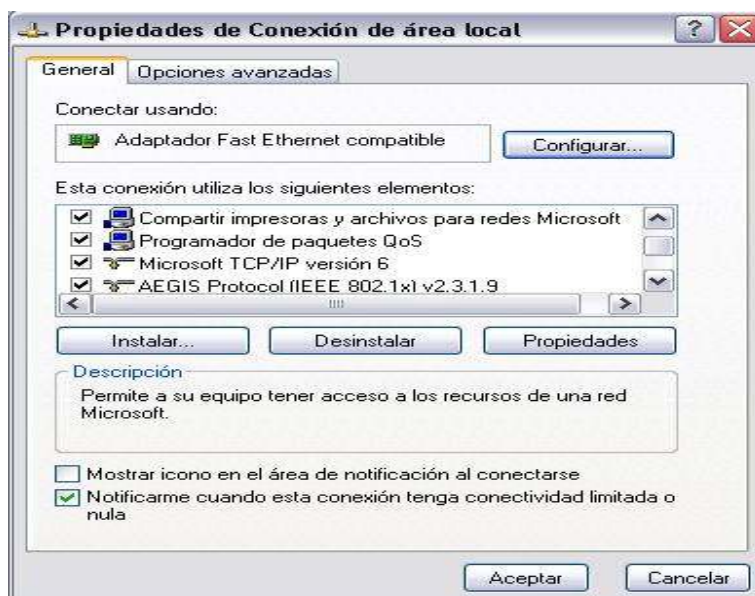 Propiedades de Conexión de área local
General
Opciones avanzadas
Conectar usando:
Adaptador Fast Ethernet compatible
Configurar...
Esta conexión utiliza los siguientes elementos:
Compartir impresoras y archivos para redes Microsoft
Programador de paquetes QoS
Microsoft TCP/IP versión 6
AEGIS Protocol (IEEE 802.1x) v2.3.1.9
Instalar...
Desinstalar
Propiedades
Descripción
Permite a su equipo tener acceso a los recursos de una red
Microsoft.
Mostrar icono en el área de notificación al conectarse
Notificarme cuando esta conexión tenga conectividad limitada o
nula
Aceptar
Cancelar